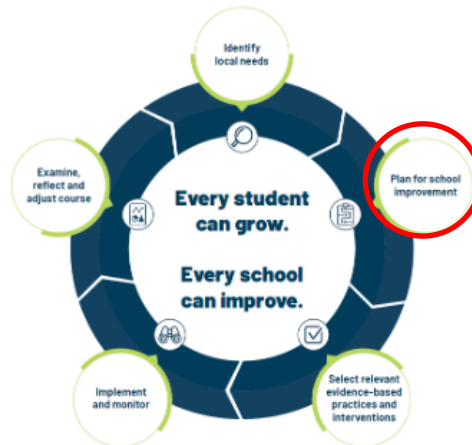 Identify
local needs
Plan for school
improvement
Select relevant
evidence-based
practices and
interventions
Implement
and monitor
Examine,
reflect and
adjust course
Every student
can grow.
Every school
can improve.